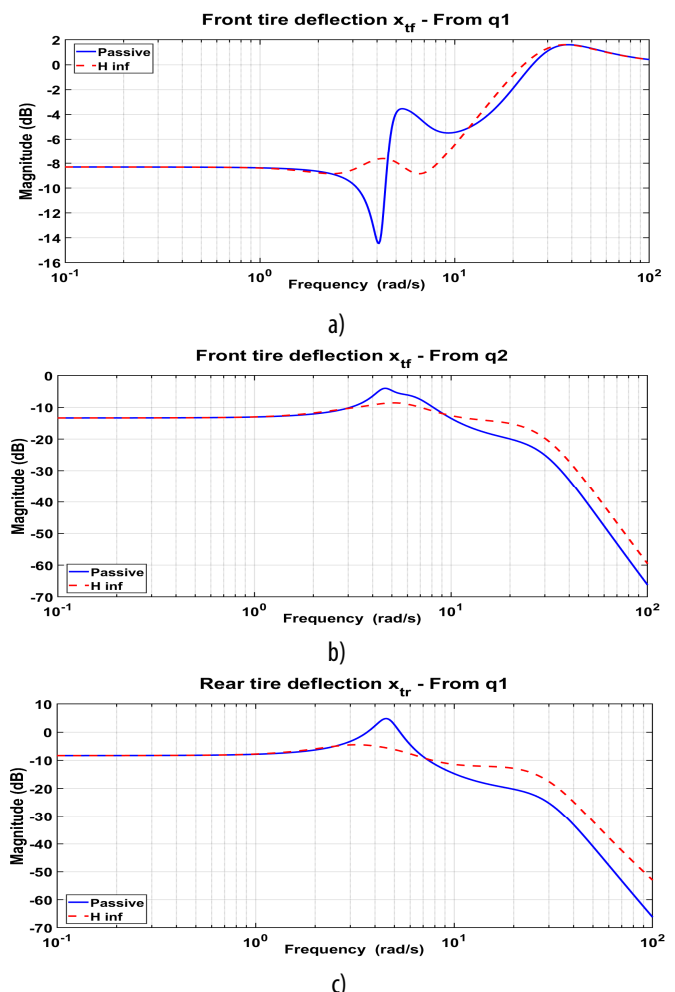 Front tire deflection x_tf - From q1
Magnitude (dB)
2
0
-2
-4
-6
-8
-10
-12
-14
-16
Passive
H inf
10^-1
10^0
10^1
10^2
Frequency (rad/s)
a)
Front tire deflection x_tf - From q2
Magnitude (dB)
0
-10
-20
-30
-40
-50
-60
-70
Passive
H inf
10^-1
10^0
10^1
10^2
Frequency (rad/s)
b)
Rear tire deflection x_tr - From q1
Magnitude (dB)
10
0
-10
-20
-30
-40
-50
-60
-70
Passive
H inf
10^-1
10^0
10^1
10^2
Frequency (rad/s)
c)